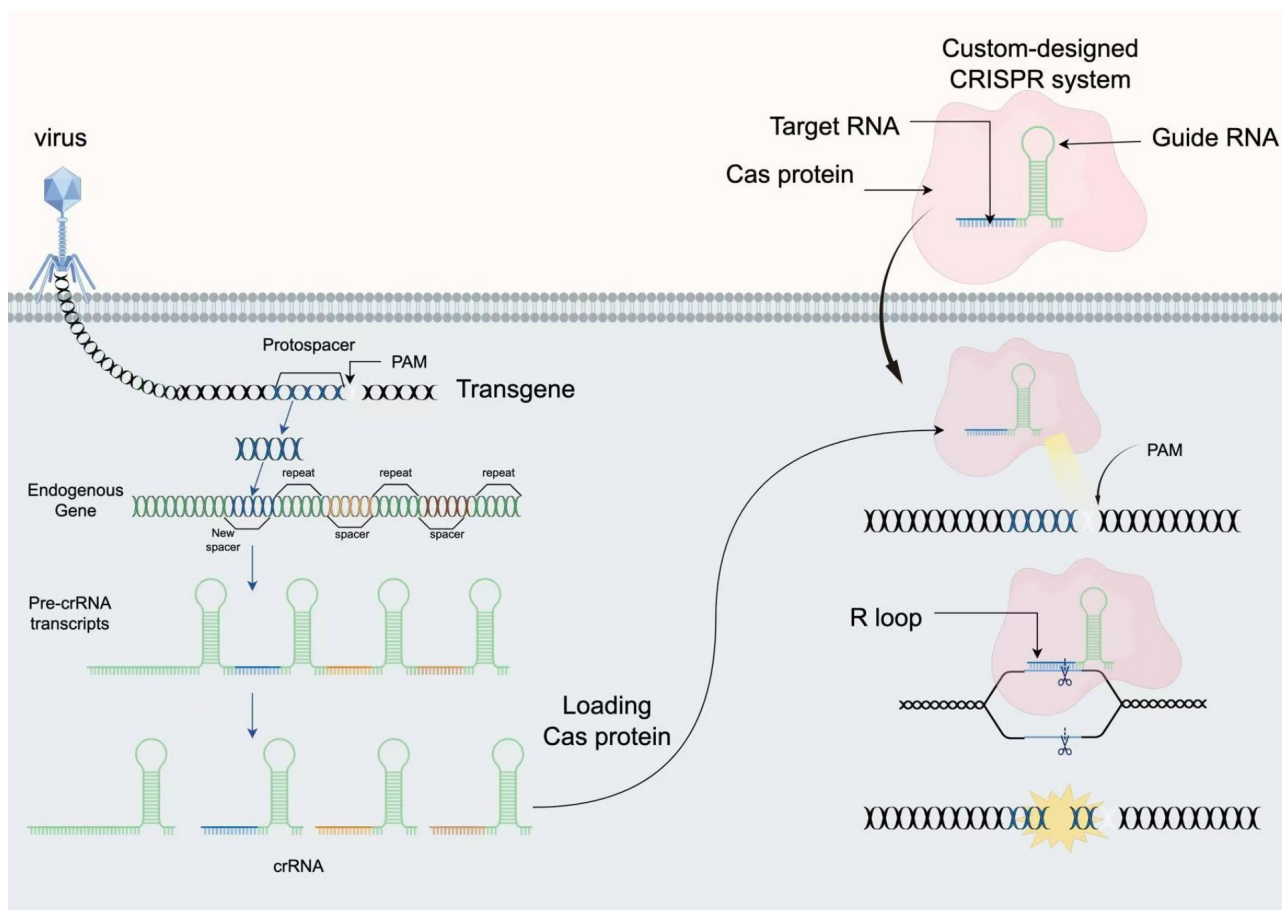 Custom-designed
CRISPR system
Target RNA
Guide RNA
Cas protein
virus
Protospacer
PAM
Transgene
repeat
repeat
repeat
Endogenous
Gene
New
spacer
spacer
spacer
PAM
Pre-crRNA
transcripts
R loop
Loading
Cas protein
crRNA